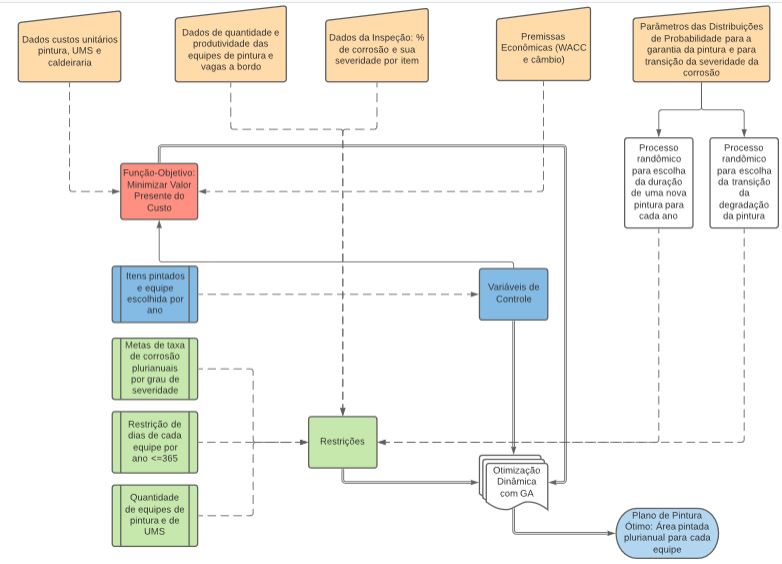 Dados custos unitários
pintura, UMS e
caldeiraria
Dados de quantidade e
produtividade das
equipes de pintura e
vagas a bordo
Dados da Inspeção: %
de corrosão e sua
severidade por item
Premissas
Econômicas (WACC
e câmbio)
Parâmetros das Distribuições
de Probabilidade para a
garantia da pintura e para
transição da severidade da
corrosão
Processo
randômico
para escolha
da duração
de uma nova
pintura para
cada ano
Processo
randômico
para escolha
da transição
da
degradação
da pintura
Função-Objetivo:
Minimizar Valor
Presente do
Custo
Itens pintados
e equipe
escolhida por
ano
Variáveis de
Controle
Metas de taxa
de corrosão
plurianuais
por grau de
severidade
Restrição de
dias de cada
equipe por
ano <=365
Restrições
Quantidade
de equipes de
pintura e de
UMS
Otimização
Dinâmica
com GA
Plano de Pintura
Ótimo: Área pintada
plurianual para cada
equipe